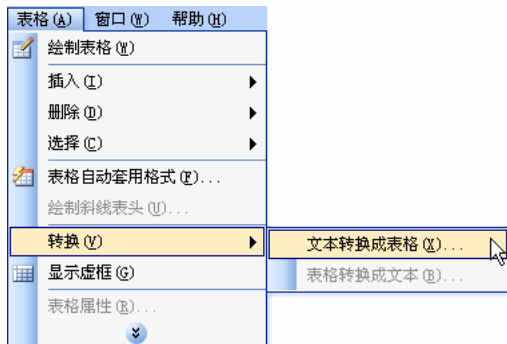 表格(A) 窗口(W) 帮助(H)
绘制表格(W)
插入(I)
删除(D)
选择(C)
表格自动套用格式(F)...
绘制斜线表头(U)...
转换(V)
文本转换成表格(X)...
显示虚框(G)
表格转换成文本(B)...
表格属性(R)...